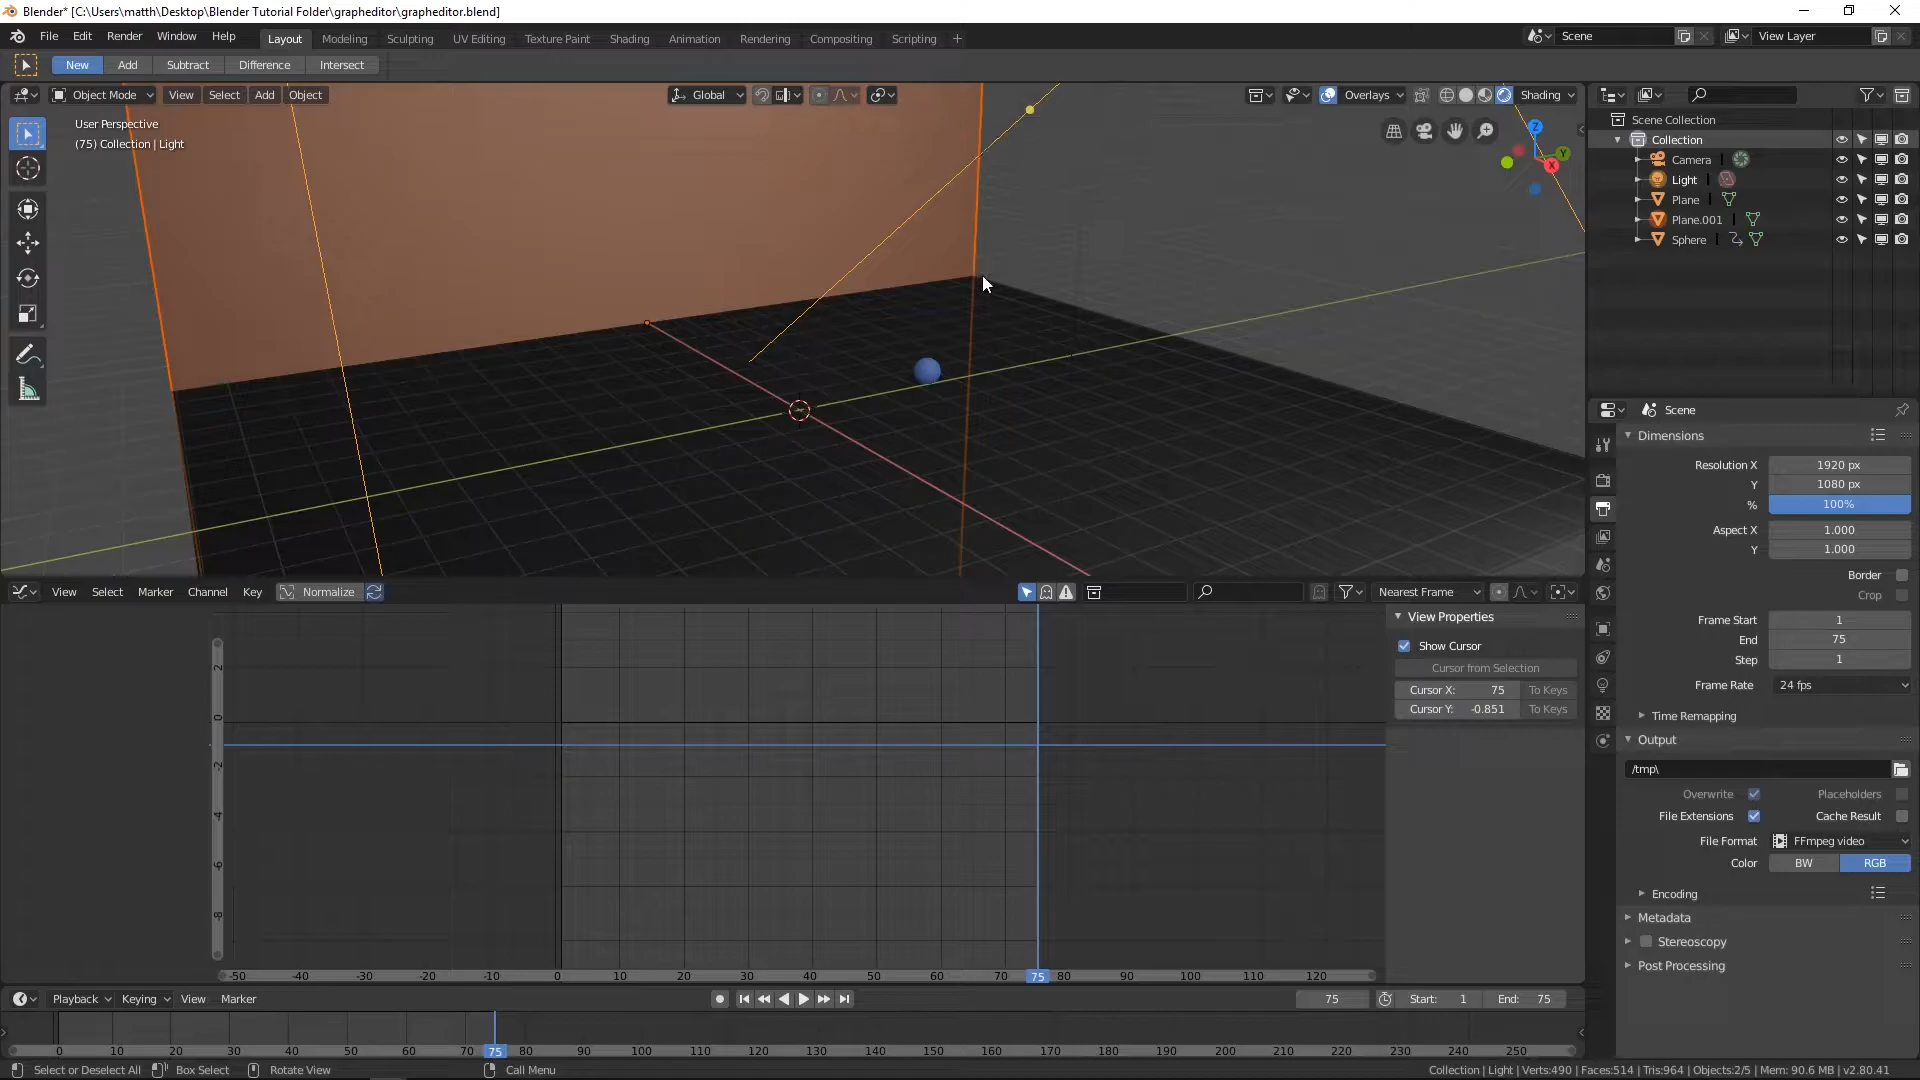 Blender* [C:\Users\matth\Desktop\Blender Tutorial Folder\grapheditor\grapheditor.blend]
File Edit Render Window Help Layout Modeling Sculpting UV Editing Texture Paint Shading Animation Rendering Compositing Scripting + Scene View Layer
New Add Subtract Difference Intersect
Object Mode View Select Add Object Global Overlays Shading
User Perspective
(75) Collection | Light
Z
Y
X
Scene Collection
Collection
Camera
Light
Plane
Plane.001
Sphere
Scene
Dimensions
Resolution X 1920 px
Y 1080 px
% 100%
Aspect X 1.000
Y 1.000
Border
Crop
Frame Start 1
End 75
Step 1
Frame Rate 24 fps
Time Remapping
Output
/tmp\
Overwrite Placeholders
File Extensions Cache Result
File Format FFmpeg video
Color BW RGB
Encoding
Metadata
Stereoscopy
Post Processing
View Select Marker Channel Key Normalize Nearest Frame
View Properties
Show Cursor
Cursor from Selection
Cursor X: 75 To Keys
Cursor Y: -0.851 To Keys
2
0
-2
-4
-6
-8
-50 -40 -30 -20 -10 0 10 20 30 40 50 60 70 75 80 90 100 110 120
Playback Keying View Marker 75 Start: 1 End: 75
0 10 20 30 40 50 60 70 75 80 90 100 110 120 130 140 150 160 170 180 190 200 210 220 230 240 250
Select or Deselect All Box Select Rotate View Call Menu Collection | Light | Verts:490 | Faces:514 | Tris:964 | Objects:2/5 | Mem: 90.6 MB | v2.80.41